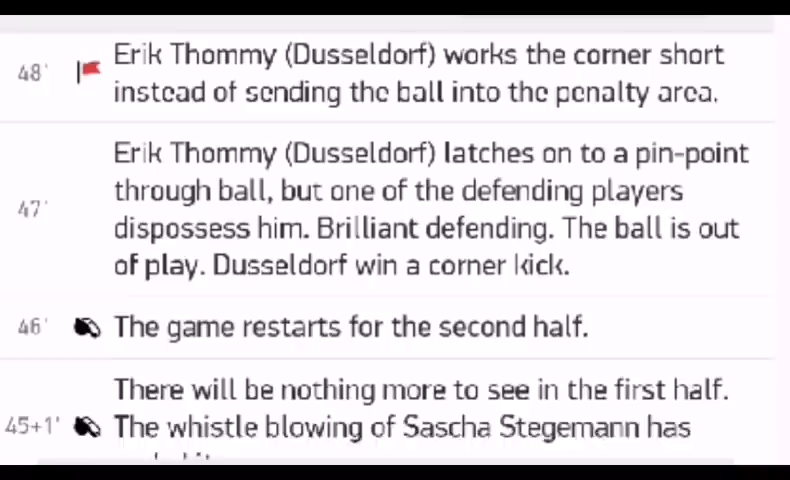 48'
Erik Thommy (Dusseldorf) works the corner short
instead of sending the ball into the penalty area.
47'
Erik Thommy (Dusseldorf) latches on to a pin-point
through ball, but one of the defending players
dispossess him. Brilliant defending. The ball is out
of play. Dusseldorf win a corner kick.
46'
The game restarts for the second half.
45+1'
There will be nothing more to see in the first half.
The whistle blowing of Sascha Stegemann has